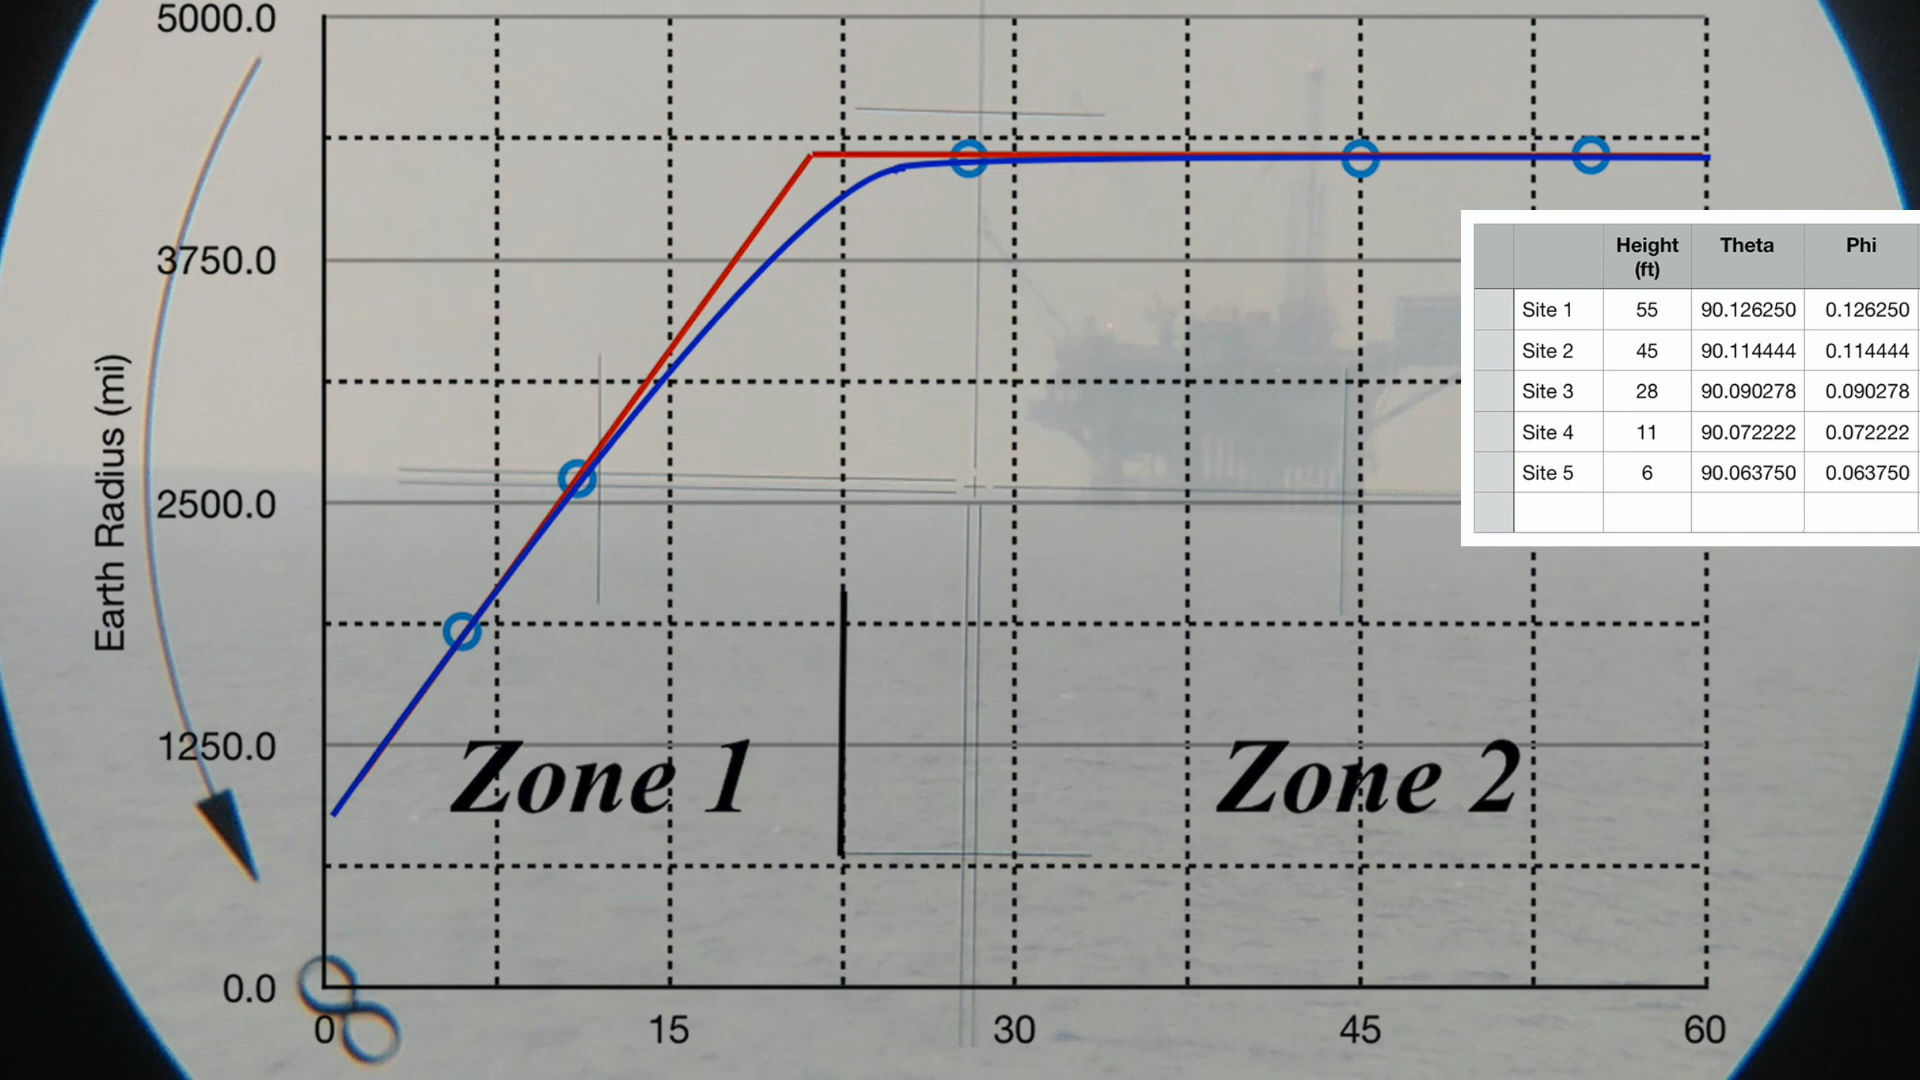 5000.0
3750.0
2500.0
1250.0
0.0
Earth Radius (mi)
0
15
30
45
60
Zone 1
Zone 2
∞
Height (ft) Theta Phi
Site 1 55 90.126250 0.126250
Site 2 45 90.114444 0.114444
Site 3 28 90.090278 0.090278
Site 4 11 90.072222 0.072222
Site 5 6 90.063750 0.063750